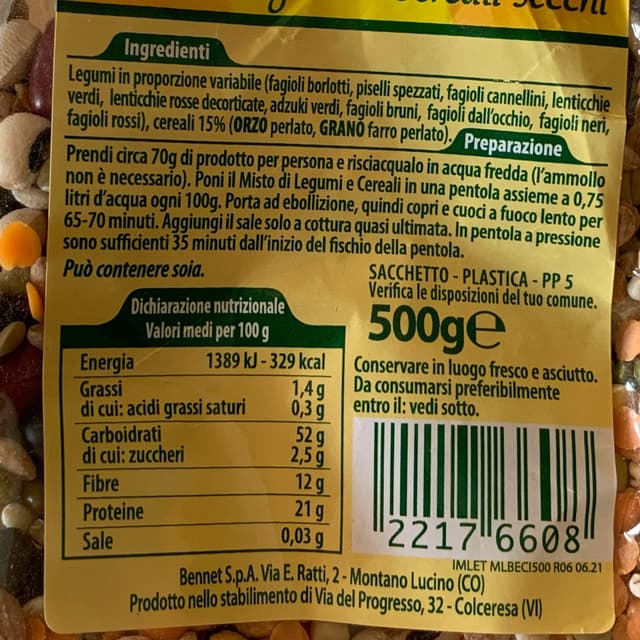 Ingredienti
Legumi in proporzione variabile (fagioli borlotti, piselli spezzati, fagioli cannellini, lenticchie
verdi, lenticchie rosse decorticate, adzuki verdi, fagioli bruni, fagioli dall'occhio, fagioli neri,
fagioli rossi), cereali 15% (ORZO perlato, GRANO farro perlato).
Preparazione
Prendi circa 70g di prodotto per persona e risciacqualo in acqua fredda (l'ammollo
non è necessario). Poni il Misto di Legumi e Cereali in una pentola assieme a 0,75
litri d'acqua ogni 100g. Porta ad ebollizione, quindi copri e cuoci a fuoco lento per
65-70 minuti. Aggiungi il sale solo a cottura quasi ultimata. In pentola a pressione
sono sufficienti 35 minuti dall'inizio del fischio della pentola.
Può contenere soia.
SACCHETTO - PLASTICA - PP 5
Verifica le disposizioni del tuo comune.
500g℮
Conservare in luogo fresco e asciutto.
Da consumarsi preferibilmente
entro il: vedi sotto.
Dichiarazione nutrizionale
Valori medi per 100 g
Energia 1389 kJ - 329 kcal
Grassi 1,4 g
di cui: acidi grassi saturi 0,3 g
Carboidrati 52 g
di cui: zuccheri 2,5 g
Fibre 12 g
Proteine 21 g
Sale 0,03 g
2217 6608
IMLET MLBECI500 R06 06.21
Bennet S.p.A. Via E. Ratti, 2 - Montano Lucino (CO)
Prodotto nello stabilimento di Via del Progresso, 32 - Colceresa (VI)